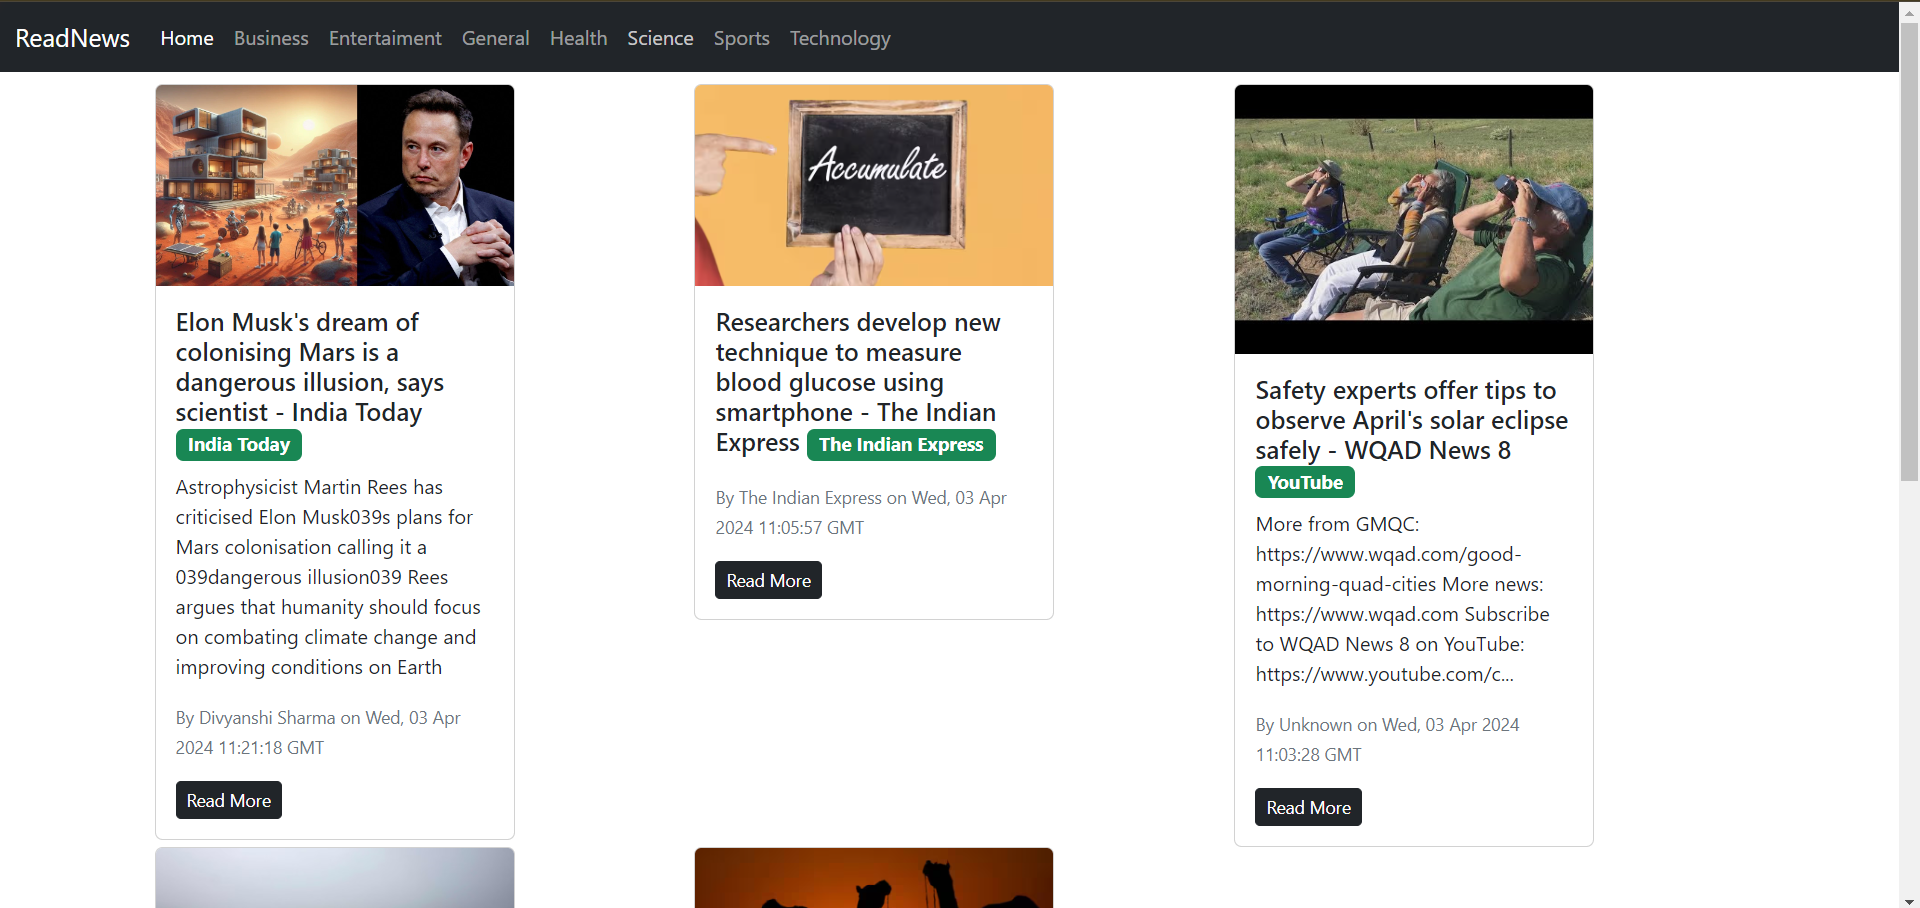 ReadNews Home Business Entertaiment General Health Science Sports Technology
Elon Musk's dream of
colonising Mars is a
dangerous illusion, says
scientist - India Today
India Today
Astrophysicist Martin Rees has
criticised Elon Musk039s plans for
Mars colonisation calling it a
039dangerous illusion039 Rees
argues that humanity should focus
on combating climate change and
improving conditions on Earth
By Divyanshi Sharma on Wed, 03 Apr
2024 11:21:18 GMT
Read More
Accumulate
Researchers develop new
technique to measure
blood glucose using
smartphone - The Indian
Express The Indian Express
By The Indian Express on Wed, 03 Apr
2024 11:05:57 GMT
Read More
Safety experts offer tips to
observe April's solar eclipse
safely - WQAD News 8
YouTube
More from GMQC:
https://www.wqad.com/good-
morning-quad-cities More news:
https://www.wqad.com Subscribe
to WQAD News 8 on YouTube:
https://www.youtube.com/c...
By Unknown on Wed, 03 Apr 2024
11:03:28 GMT
Read More